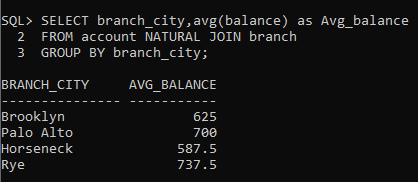 SQL> SELECT branch_city,avg(balance) as Avg_balance
2 FROM account NATURAL JOIN branch
3 GROUP BY branch_city;
BRANCH_CITY AVG_BALANCE
--------------- -----------
Brooklyn 625
Palo Alto 700
Horseneck 587.5
Rye 737.5